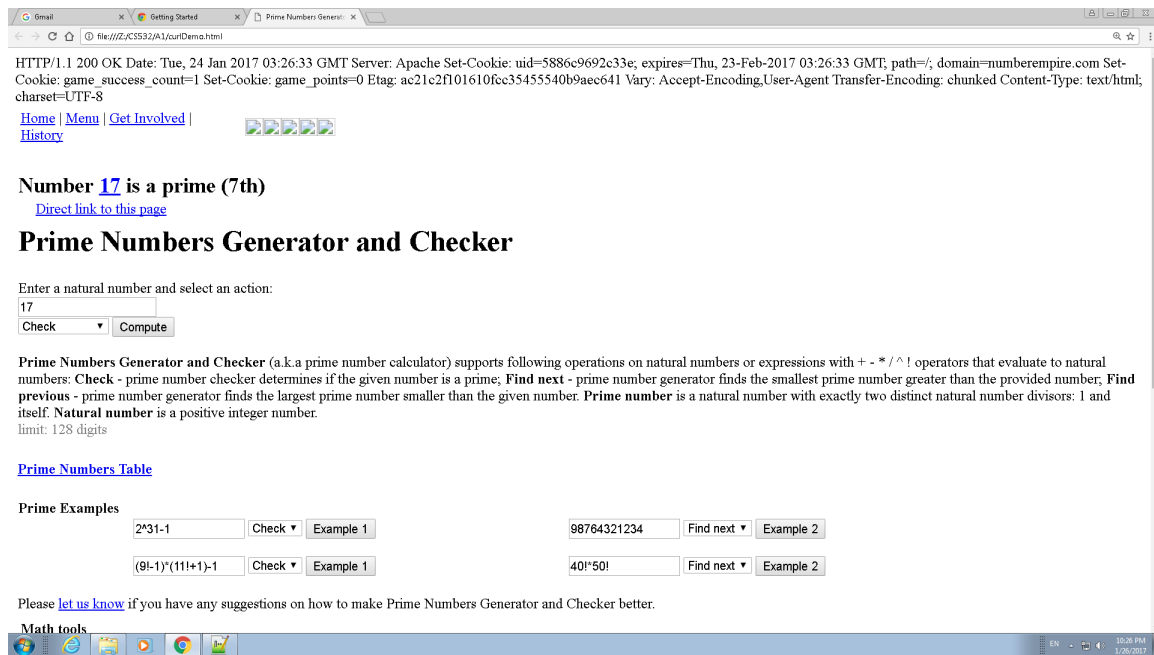 Gmail
Getting Started
Prime Numbers Generato
file:///Z:/CS532/A1/curlDemo.html
HTTP/1.1 200 OK Date: Tue, 24 Jan 2017 03:26:33 GMT Server: Apache Set-Cookie: uid=5886c9692c33e; expires=Thu, 23-Feb-2017 03:26:33 GMT; path=/; domain=numberempire.com Set-
Cookie: game_success_count=1 Set-Cookie: game_points=0 Etag: ac21c2f101610fcc35455540b9aec641 Vary: Accept-Encoding,User-Agent Transfer-Encoding: chunked Content-Type: text/html;
charset=UTF-8
Home | Menu | Get Involved |
History
Number 17 is a prime (7th)
Direct link to this page
Prime Numbers Generator and Checker
Enter a natural number and select an action:
17
Check Compute
Prime Numbers Generator and Checker (a.k.a prime number calculator) supports following operations on natural numbers or expressions with + - * / ^ ! operators that evaluate to natural
numbers: Check - prime number checker determines if the given number is a prime; Find next - prime number generator finds the smallest prime number greater than the provided number; Find
previous - prime number generator finds the largest prime number smaller than the given number. Prime number is a natural number with exactly two distinct natural number divisors: 1 and
itself. Natural number is a positive integer number.
limit: 128 digits
Prime Numbers Table
Prime Examples
2^31-1 Check Example 1 98764321234 Find next Example 2
(9!-1)*(11!+1)-1 Check Example 1 40!*50! Find next Example 2
Please let us know if you have any suggestions on how to make Prime Numbers Generator and Checker better.
Math tools
EN
10:26 PM
1/26/2017